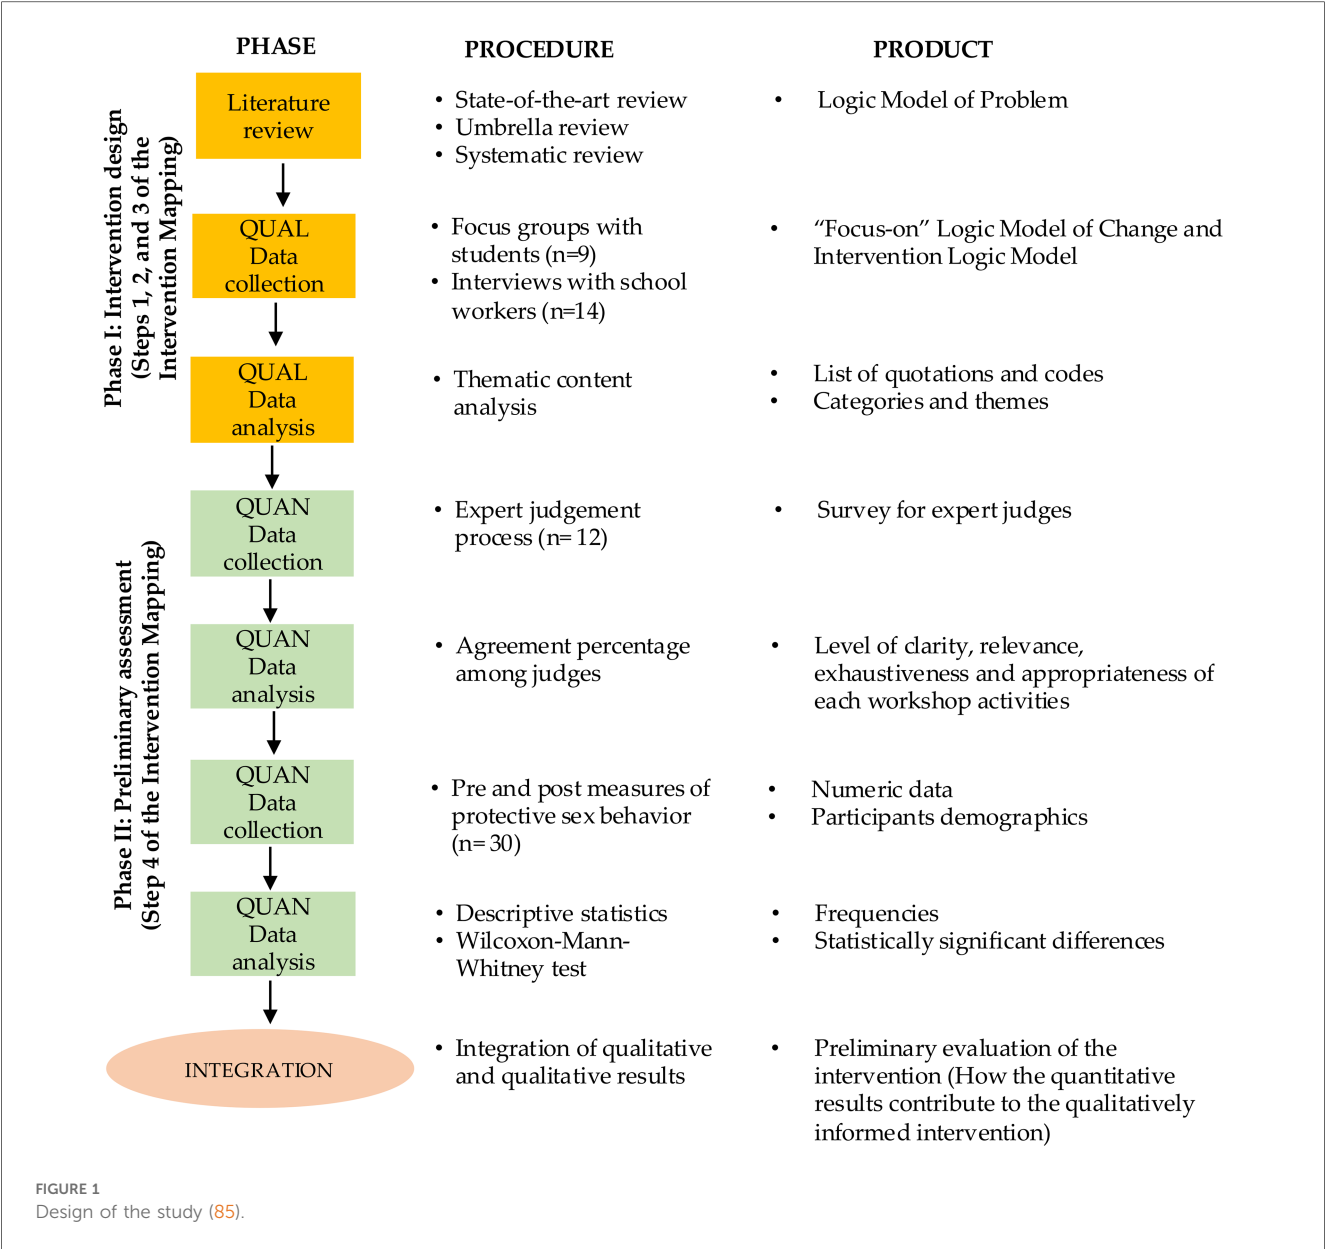 PHASE
PROCEDURE
PRODUCT
Phase I: Intervention design
(Steps 1, 2, and 3 of the
Intervention Mapping)
Literature
review
• State-of-the-art review
• Umbrella review
• Systematic review
• Logic Model of Problem
QUAL
Data
collection
• Focus groups with
students (n=9)
• Interviews with school
workers (n=14)
• “Focus-on” Logic Model of Change and
Intervention Logic Model
QUAL
Data
analysis
• Thematic content
analysis
• List of quotations and codes
• Categories and themes
Phase II: Preliminary assessment
(Step 4 of the Intervention Mapping)
QUAN
Data
collection
• Expert judgement
process (n= 12)
• Survey for expert judges
QUAN
Data
analysis
• Agreement percentage
among judges
• Level of clarity, relevance,
exhaustiveness and appropriateness of
each workshop activities
QUAN
Data
collection
• Pre and post measures of
protective sex behavior
(n= 30)
• Numeric data
• Participants demographics
QUAN
Data
analysis
• Descriptive statistics
• Wilcoxon-Mann-
Whitney test
• Frequencies
• Statistically significant differences
INTEGRATION
• Integration of qualitative
and qualitative results
• Preliminary evaluation of the
intervention (How the quantitative
results contribute to the qualitatively
informed intervention)
FIGURE 1
Design of the study (85).